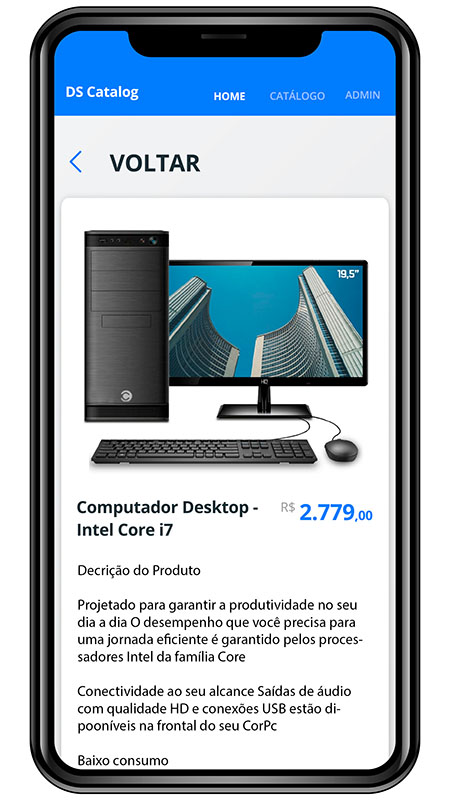 DS Catalog
HOME CATÁLOGO ADMIN
VOLTAR
19,5"
Computador Desktop -
Intel Core i7
R$ 2.779,00
Decrição do Produto
Projetado para garantir a produtividade no seu
dia a dia O desempenho que você precisa para
uma jornada eficiente é garantido pelos proces-
sadores Intel da família Core
Conectividade ao seu alcance Saídas de áudio
com qualidade HD e conexões USB estão di-
pooníveis na frontal do seu CorPc
Baixo consumo